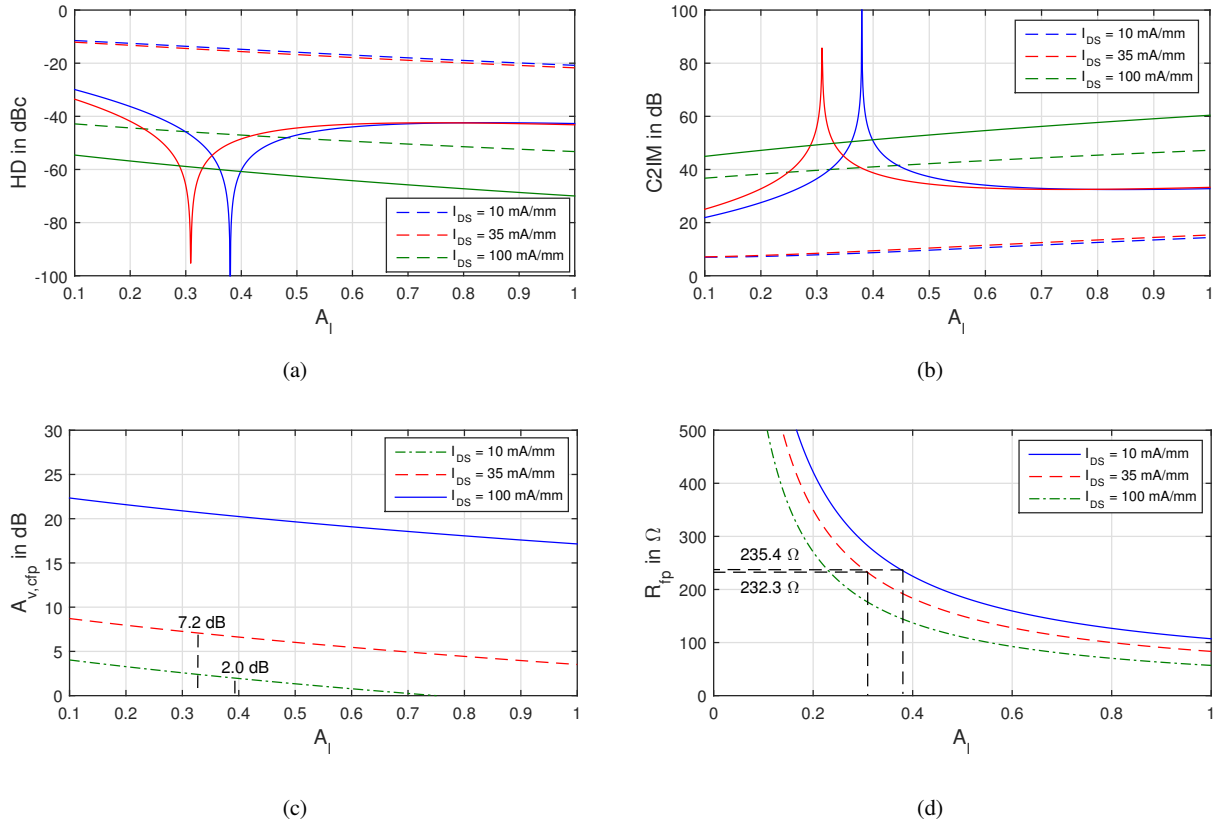 HD in dBc
0
-20
-40
-60
-80
-100
0.1 0.2 0.3 0.4 0.5 0.6 0.7 0.8 0.9 1
A_l
I_DS = 10 mA/mm
I_DS = 35 mA/mm
I_DS = 100 mA/mm
(a)
C2IM in dB
100
80
60
40
20
0
0.1 0.2 0.3 0.4 0.5 0.6 0.7 0.8 0.9 1
A_l
I_DS = 10 mA/mm
I_DS = 35 mA/mm
I_DS = 100 mA/mm
(b)
A_v,cfp in dB
30
25
20
15
10
5
0
0.1 0.2 0.3 0.4 0.5 0.6 0.7 0.8 0.9 1
A_l
I_DS = 10 mA/mm
I_DS = 35 mA/mm
I_DS = 100 mA/mm
7.2 dB
2.0 dB
(c)
R_fp in Ω
500
400
300
200
100
0
0 0.2 0.4 0.6 0.8 1
A_l
I_DS = 10 mA/mm
I_DS = 35 mA/mm
I_DS = 100 mA/mm
235.4 Ω
232.3 Ω
(d)